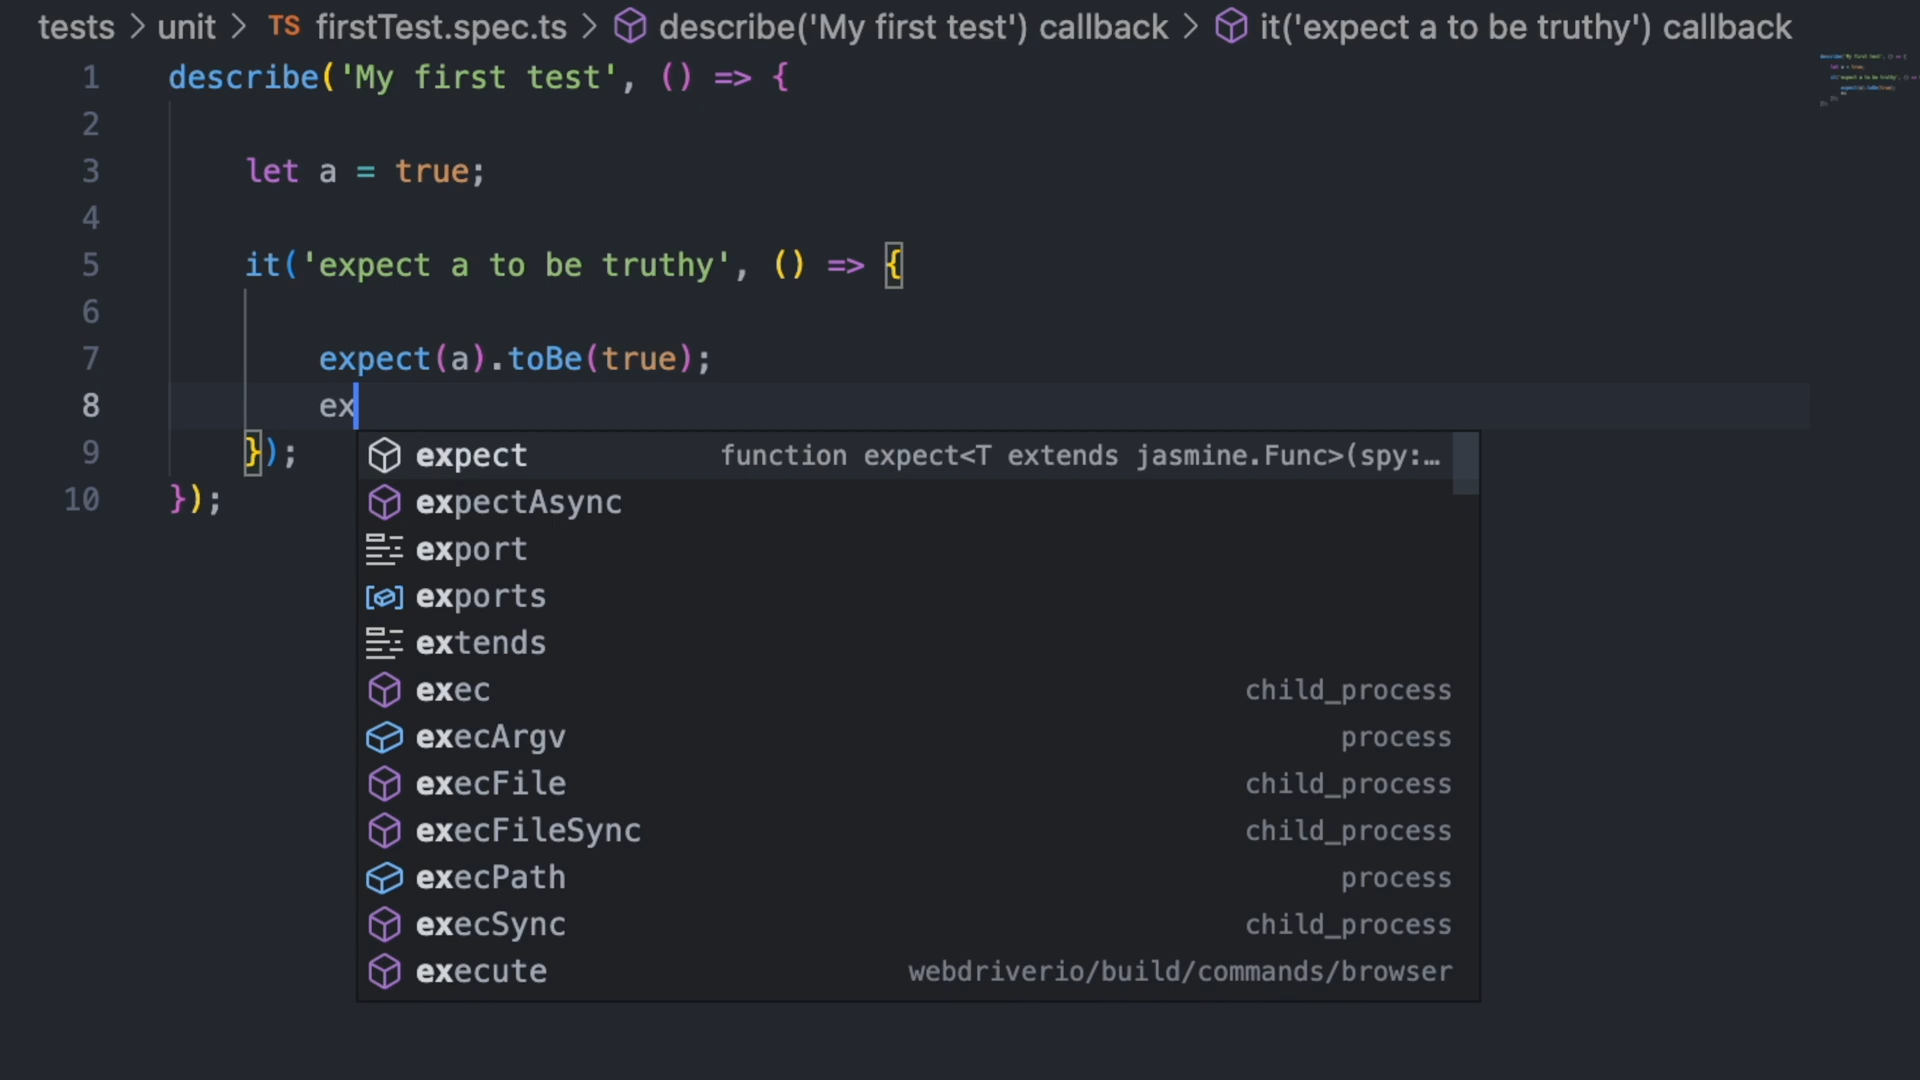 tests > unit > TS firstTest.spec.ts > describe('My first test') callback > it('expect a to be truthy') callback
1 describe('My first test', () => {
2
3 let a = true;
4
5 it('expect a to be truthy', () => {
6
7 expect(a).toBe(true);
8 ex
9 });
10 });
expect function expect<T extends jasmine.Func>(spy:…
expectAsync
export
exports
extends
exec child_process
execArgv process
execFile child_process
execFileSync child_process
execPath process
execSync child_process
execute webdriverio/build/commands/browser